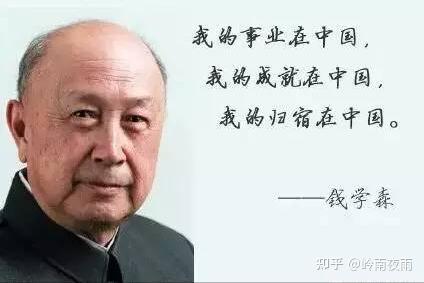 我的事业在中国，
我的成就在中国，
我的归宿在中国。
——钱学森
知乎 @岭南夜雨